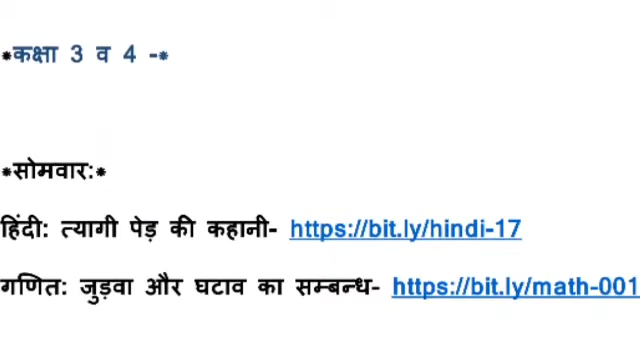 *कक्षा 3 व 4 -*
*सोमवार:*
हिंदी: त्यागी पेड़ की कहानी- https://bit.ly/hindi-17
गणित: जुड़वा और घटाव का सम्बन्ध- https://bit.ly/math-001